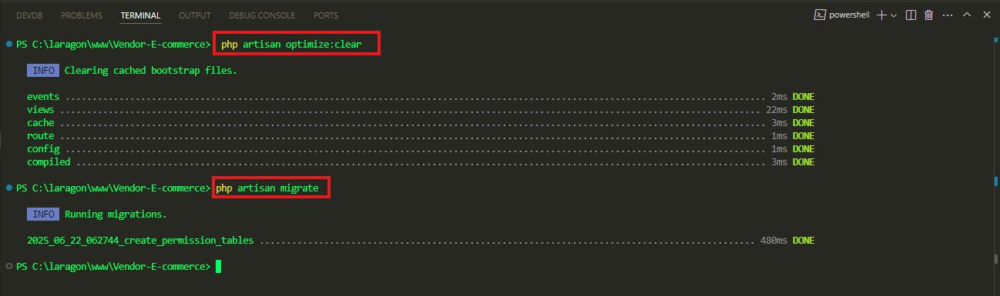 DEVDB PROBLEMS TERMINAL OUTPUT DEBUG CONSOLE PORTS powershell
PS C:\laragon\www\Vendor-E-commerce> php artisan optimize:clear
INFO Clearing cached bootstrap files.
events ........................................................................................................................................ 2ms DONE
views ........................................................................................................................................ 22ms DONE
cache ........................................................................................................................................ 3ms DONE
route ........................................................................................................................................ 1ms DONE
config ........................................................................................................................................ 1ms DONE
compiled ..................................................................................................................................... 3ms DONE
PS C:\laragon\www\Vendor-E-commerce> php artisan migrate
INFO Running migrations.
2025_06_22_062744_create_permission_tables ............................................................................................ 480ms DONE
PS C:\laragon\www\Vendor-E-commerce>